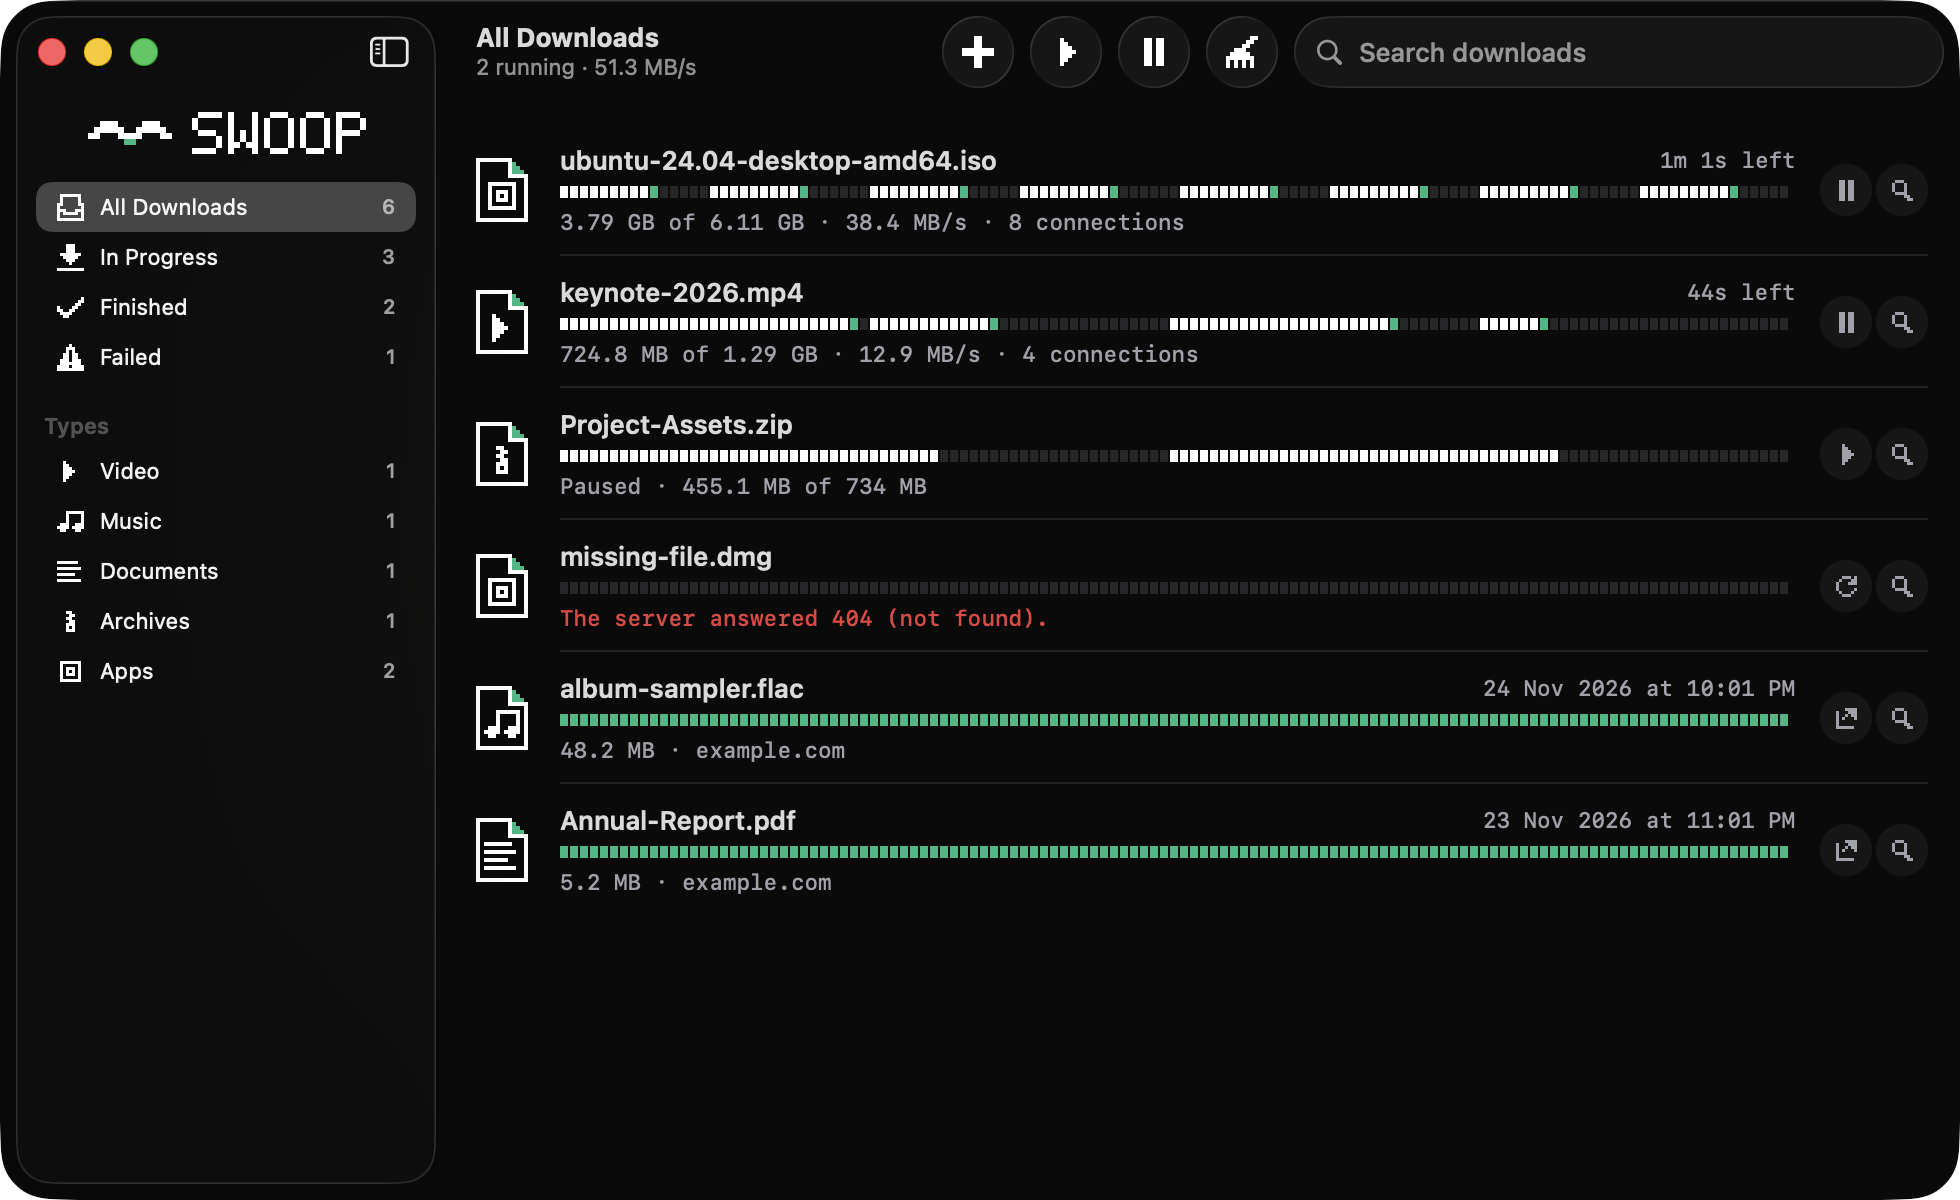 SWOOP
All Downloads 6
In Progress 3
Finished 2
Failed 1
Types
Video 1
Music 1
Documents 1
Archives 1
Apps 2
All Downloads
2 running · 51.3 MB/s
Search downloads
ubuntu-24.04-desktop-amd64.iso 1m 1s left
3.79 GB of 6.11 GB · 38.4 MB/s · 8 connections
keynote-2026.mp4 44s left
724.8 MB of 1.29 GB · 12.9 MB/s · 4 connections
Project-Assets.zip
Paused · 455.1 MB of 734 MB
missing-file.dmg
The server answered 404 (not found).
album-sampler.flac 24 Nov 2026 at 10:01 PM
48.2 MB · example.com
Annual-Report.pdf 23 Nov 2026 at 11:01 PM
5.2 MB · example.com